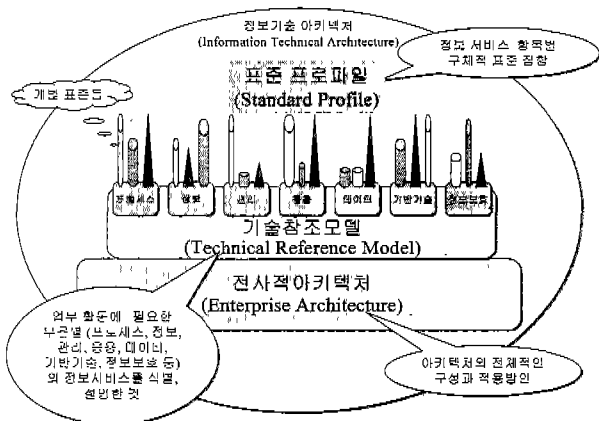 정보기술 아키텍처
(Information Technical Architecture)
정보 서비스 항목별
구체적 표준 집합
표준 프로파일
(Standard Profile)
개별 표준들
프로세스 정보 관리 응용 데이터 기반기술 정보보호
기술참조모델
(Technical Reference Model)
전사적아키텍처
(Enterprise Architecture)
업무 활동에 필요한
부문별 (프로세스, 정보,
관리, 응용, 데이터,
기반기술, 정보보호 등)
의 정보서비스를 식별,
설명한 것
아키텍처의 전체적인
구성과 적용방안